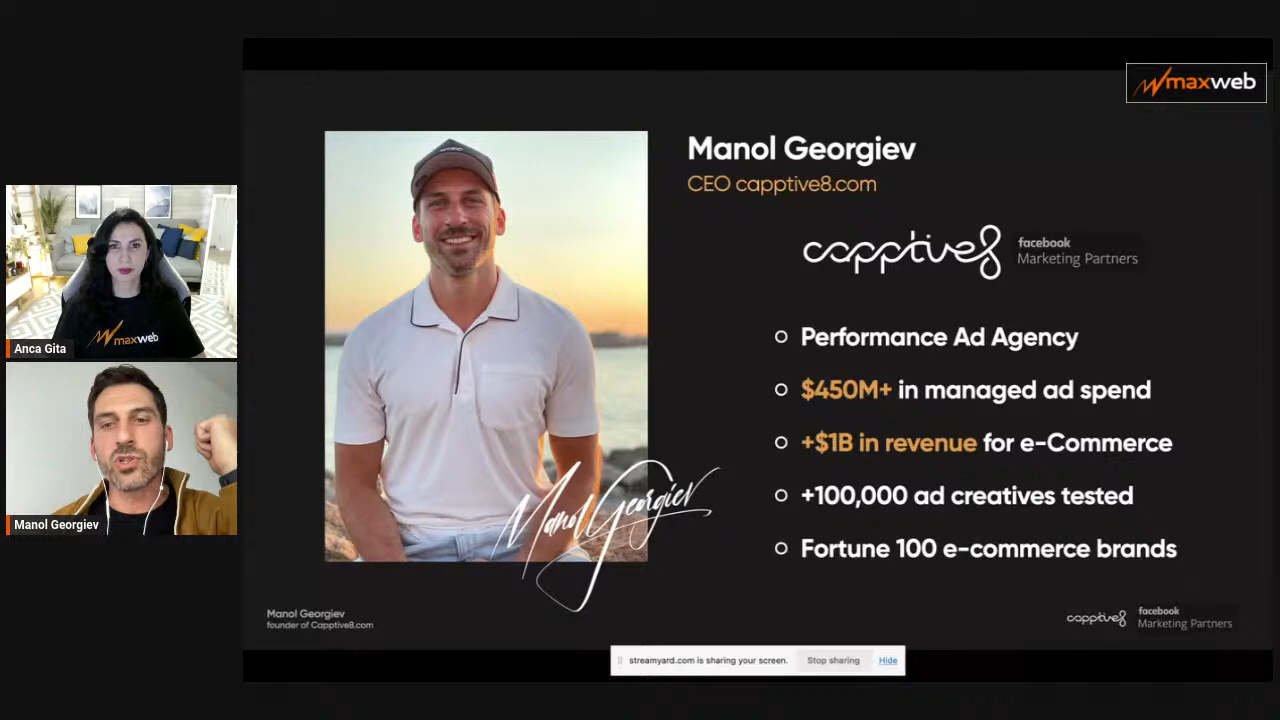 maxweb
Manol Georgiev
CEO capptive8.com
capptive8
facebook
Marketing Partners
Performance Ad Agency
$450M+ in managed ad spend
+$1B in revenue for e-Commerce
+100,000 ad creatives tested
Fortune 100 e-commerce brands
Manol Georgiev
maxweb
Anca Gita
Manol Georgiev
Manol Georgiev
founder of Capptive8.com
capptive8
facebook
Marketing Partners
streamyard.com is sharing your screen.
Stop sharing
Hide